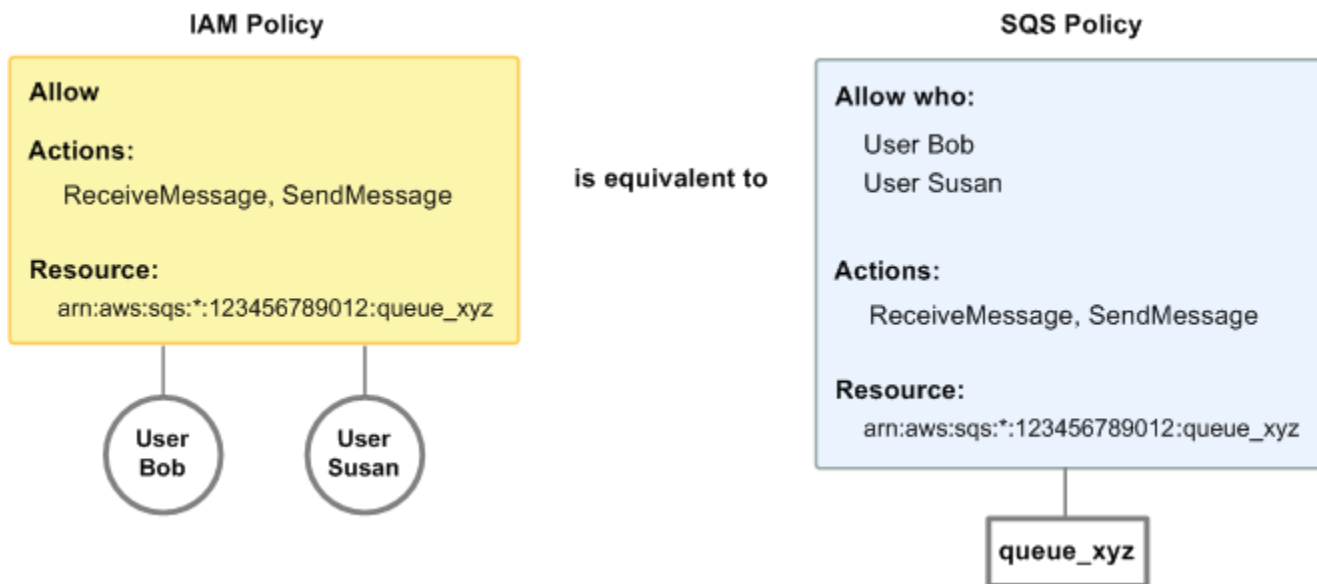 IAM Policy
Allow
Actions:
ReceiveMessage, SendMessage
Resource:
arn:aws:sqs:*:123456789012:queue_xyz
User
Bob
User
Susan
is equivalent to
SQS Policy
Allow who:
User Bob
User Susan
Actions:
ReceiveMessage, SendMessage
Resource:
arn:aws:sqs:*:123456789012:queue_xyz
queue_xyz